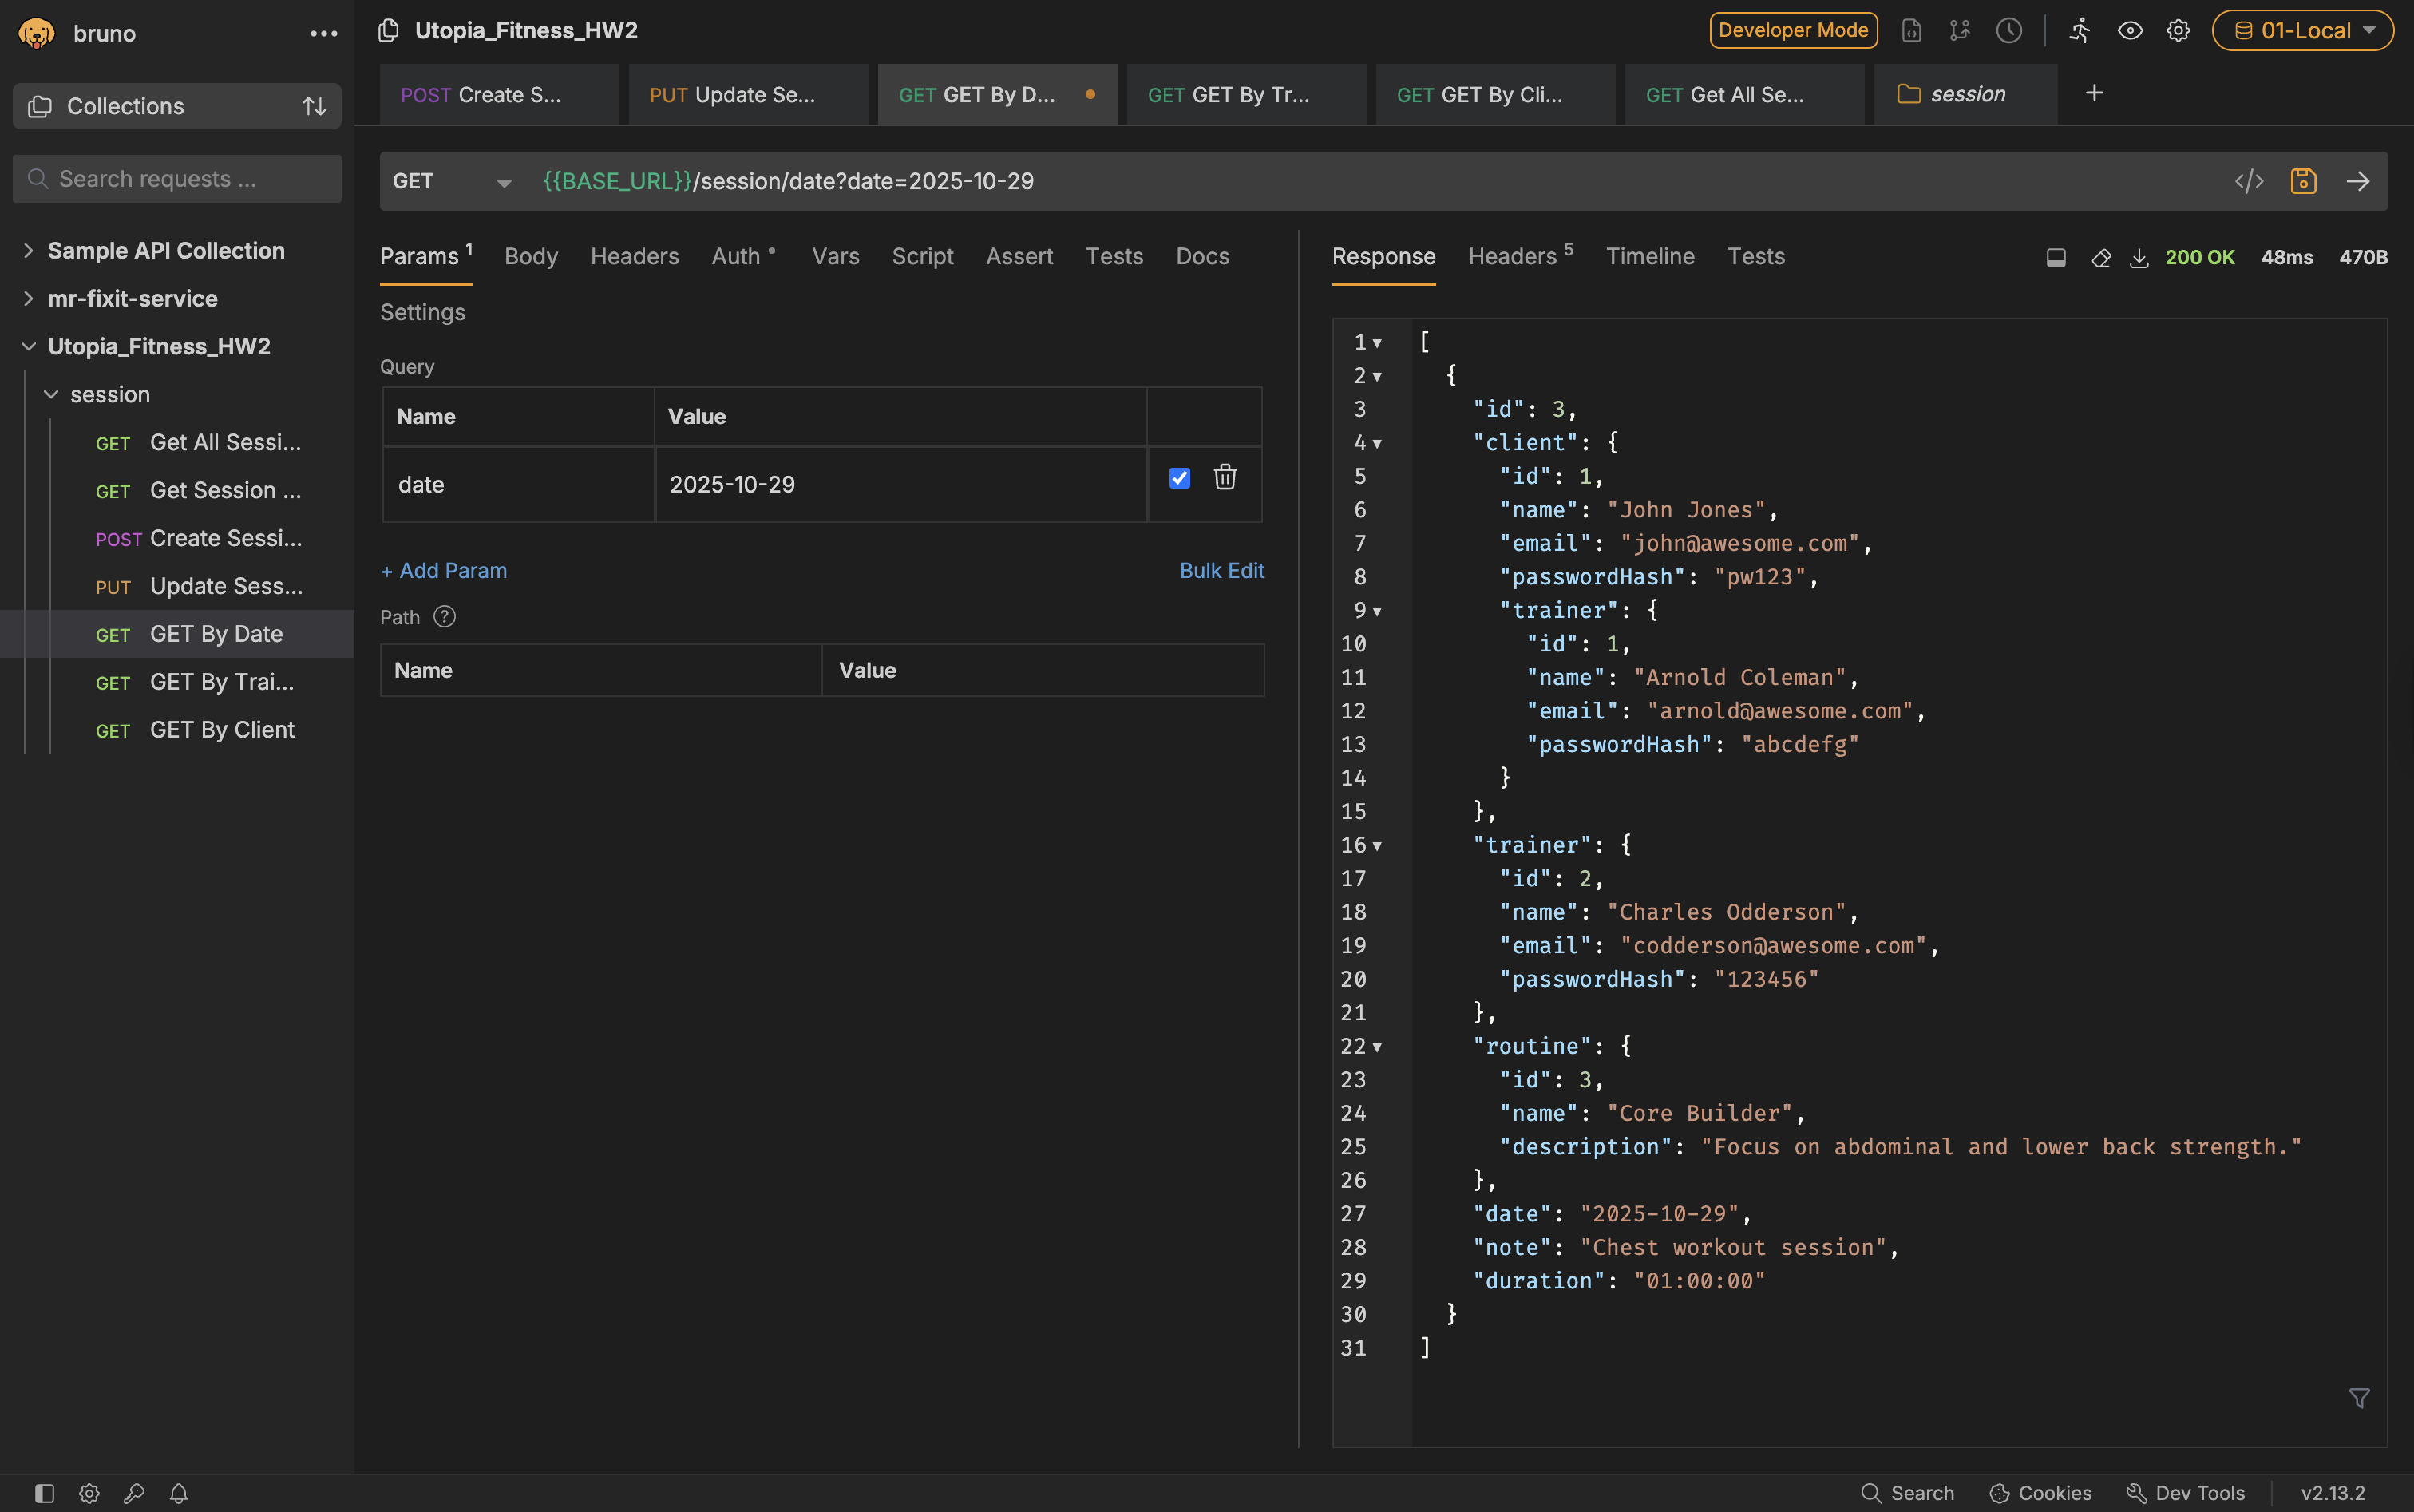 bruno
Utopia_Fitness_HW2
Developer Mode
01-Local
Collections
POST Create S...
PUT Update Se...
GET GET By D...
GET GET By Tr...
GET GET By Cli...
GET Get All Se...
session
Search requests ...
GET
{{BASE_URL}}/session/date?date=2025-10-29
Sample API Collection
mr-fixit-service
Utopia_Fitness_HW2
session
GET Get All Sessi...
GET Get Session ...
POST Create Sessi...
PUT Update Sess...
GET GET By Date
GET GET By Trai...
GET GET By Client
Params 1
Body
Headers
Auth
Vars
Script
Assert
Tests
Docs
Settings
Query
Name Value
date 2025-10-29
+ Add Param
Bulk Edit
Path ?
Name Value
Response
Headers 5
Timeline
Tests
200 OK
48ms
470B
1 [
2 {
3 "id": 3,
4 "client": {
5 "id": 1,
6 "name": "John Jones",
7 "email": "john@awesome.com",
8 "passwordHash": "pw123",
9 "trainer": {
10 "id": 1,
11 "name": "Arnold Coleman",
12 "email": "arnold@awesome.com",
13 "passwordHash": "abcdefg"
14 }
15 },
16 "trainer": {
17 "id": 2,
18 "name": "Charles Odderson",
19 "email": "codderson@awesome.com",
20 "passwordHash": "123456"
21 },
22 "routine": {
23 "id": 3,
24 "name": "Core Builder",
25 "description": "Focus on abdominal and lower back strength."
26 },
27 "date": "2025-10-29",
28 "note": "Chest workout session",
29 "duration": "01:00:00"
30 }
31 ]
Search
Cookies
Dev Tools
v2.13.2